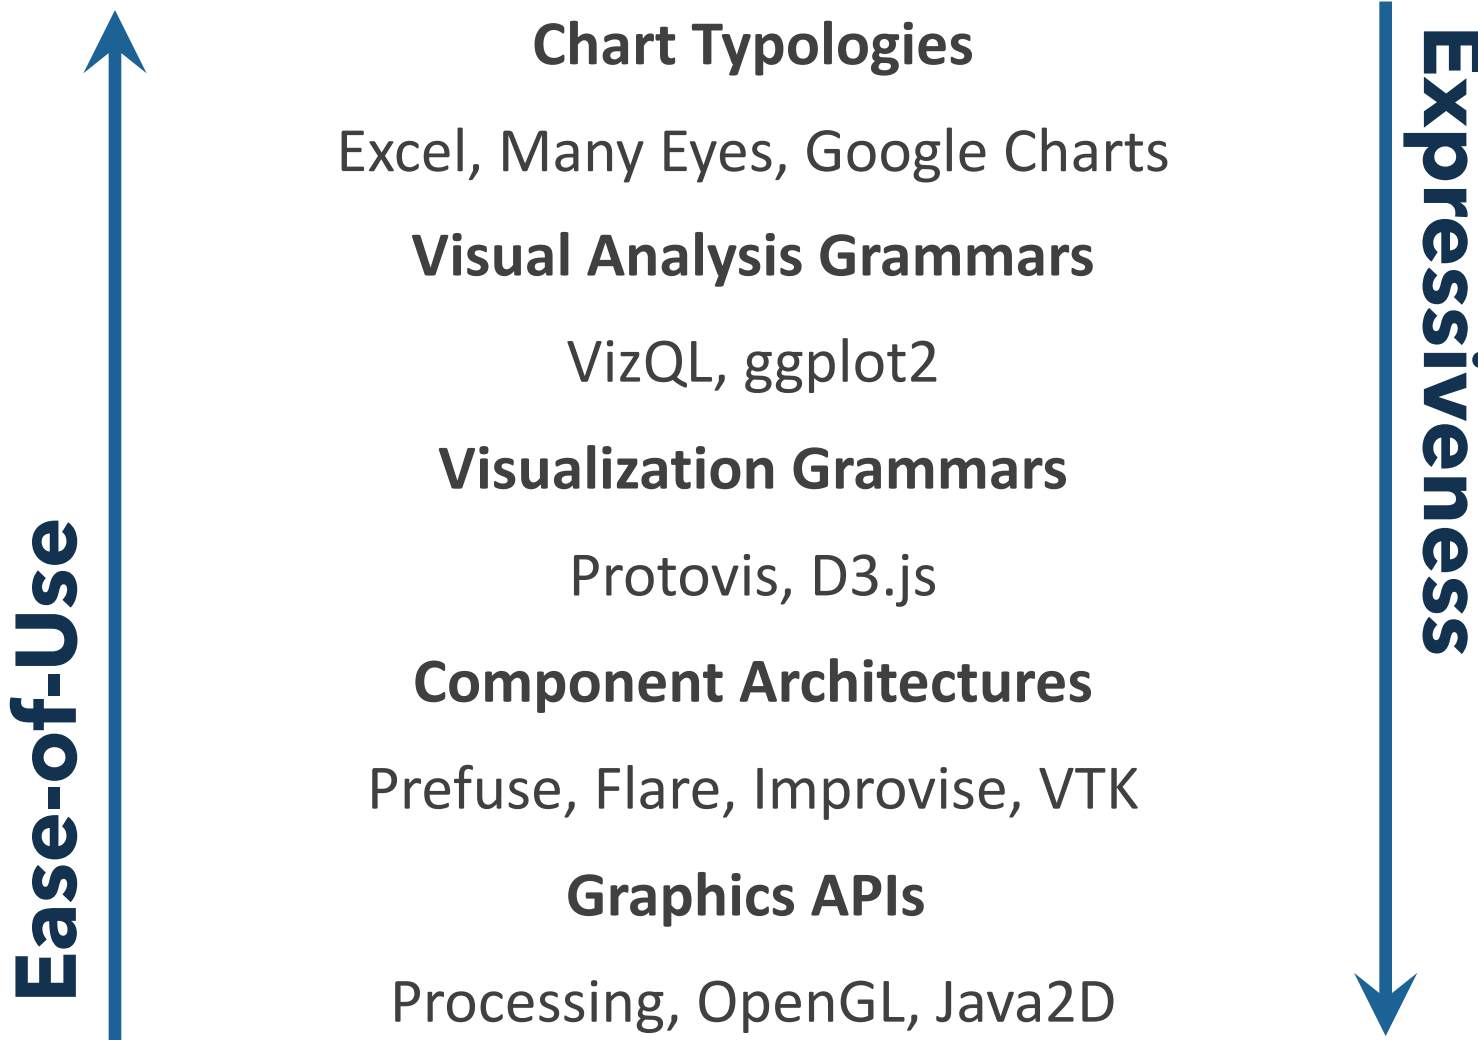 Chart Typologies
Excel, Many Eyes, Google Charts
Visual Analysis Grammars
VizQL, ggplot2
Visualization Grammars
Protovis, D3.js
Component Architectures
Prefuse, Flare, Improvise, VTK
Graphics APIs
Processing, OpenGL, Java2D
Ease-of-Use
Expressiveness